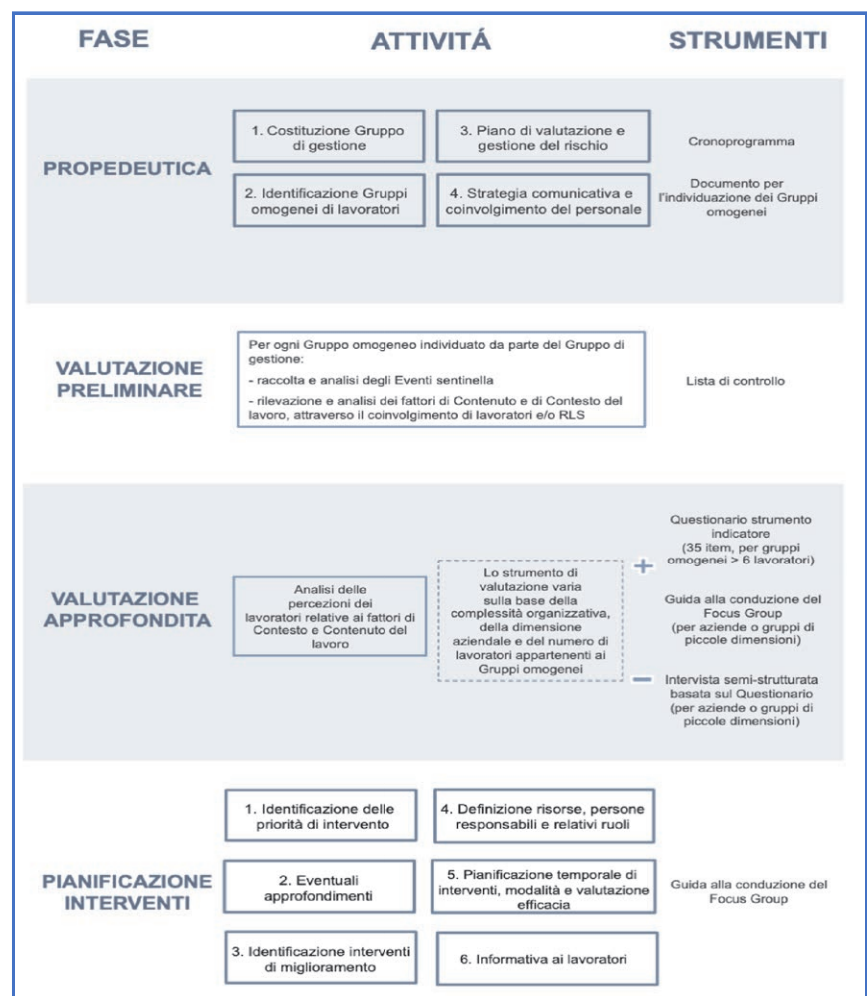 FASE
ATTIVITÁ
STRUMENTI
PROPEDEUTICA
1. Costituzione Gruppo
di gestione
3. Piano di valutazione e
gestione del rischio
2. Identificazione Gruppi
omogenei di lavoratori
4. Strategia comunicativa e
coinvolgimento del personale
Cronoprogramma
Documento per
l'individuazione dei Gruppi
omogenei
VALUTAZIONE
PRELIMINARE
Per ogni Gruppo omogeneo individuato da parte del Gruppo di
gestione:
- raccolta e analisi degli Eventi sentinella
- rilevazione e analisi dei fattori di Contenuto e di Contesto del
lavoro, attraverso il coinvolgimento di lavoratori e/o RLS
Lista di controllo
VALUTAZIONE
APPROFONDITA
Analisi delle
percezioni dei
lavoratori relative ai fattori di
Contesto e Contenuto del
lavoro
Lo strumento di
valutazione varia
sulla base della
complessità organizzativa,
della dimensione
aziendale e del numero di
lavoratori appartenenti ai
Gruppi omogenei
+
Questionario strumento
indicatore
(35 item, per gruppi
omogenei > 6 lavoratori)
Guida alla conduzione del
Focus Group
(per aziende o gruppi di
piccole dimensioni)
−
Intervista semi-strutturata
basata sul Questionario
(per aziende o gruppi di
piccole dimensioni)
PIANIFICAZIONE
INTERVENTI
1. Identificazione delle
priorità di intervento
4. Definizione risorse, persone
responsabili e relativi ruoli
2. Eventuali
approfondimenti
5. Pianificazione temporale di
interventi, modalità e valutazione
efficacia
3. Identificazione interventi
di miglioramento
6. Informativa ai lavoratori
Guida alla conduzione del
Focus Group